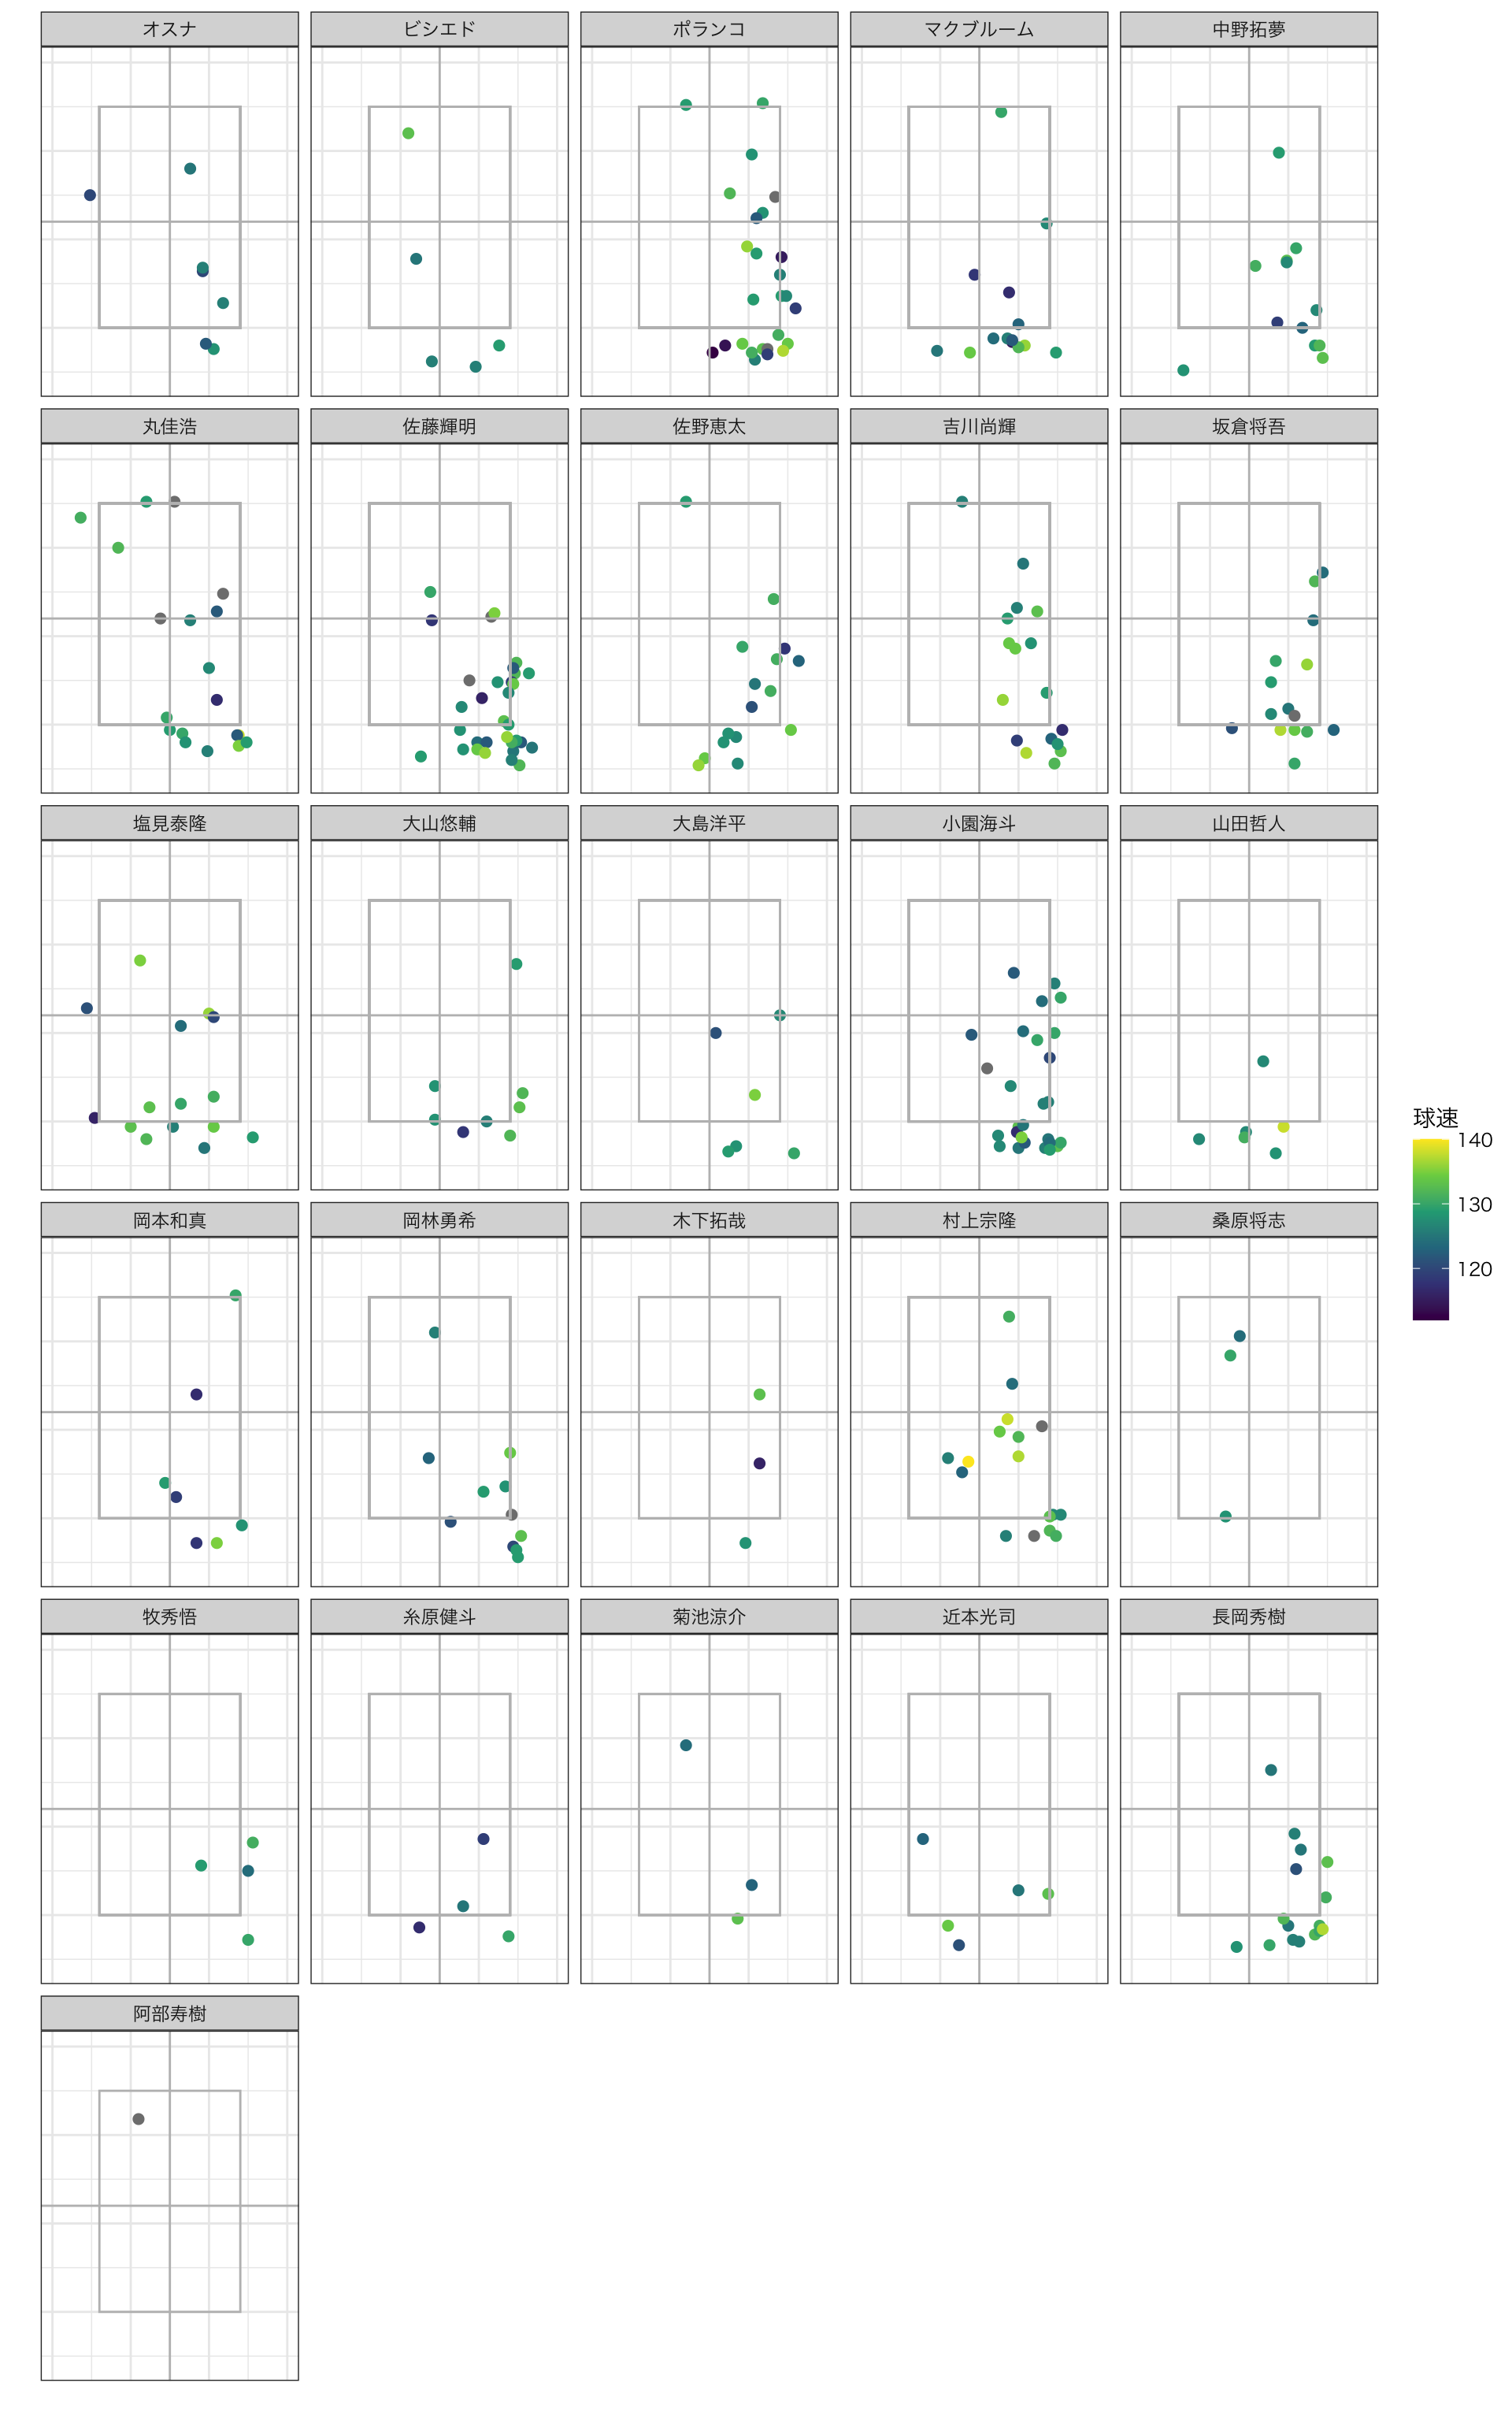 オスナ
ビシエド
ポランコ
マクブルーム
中野拓夢
丸佳浩
佐藤輝明
佐野恵太
吉川尚輝
坂倉将吾
塩見泰隆
大山悠輔
大島洋平
小園海斗
山田哲人
岡本和真
岡林勇希
木下拓哉
村上宗隆
桑原将志
牧秀悟
糸原健斗
菊池涼介
近本光司
長岡秀樹
阿部寿樹
球速
140
130
120